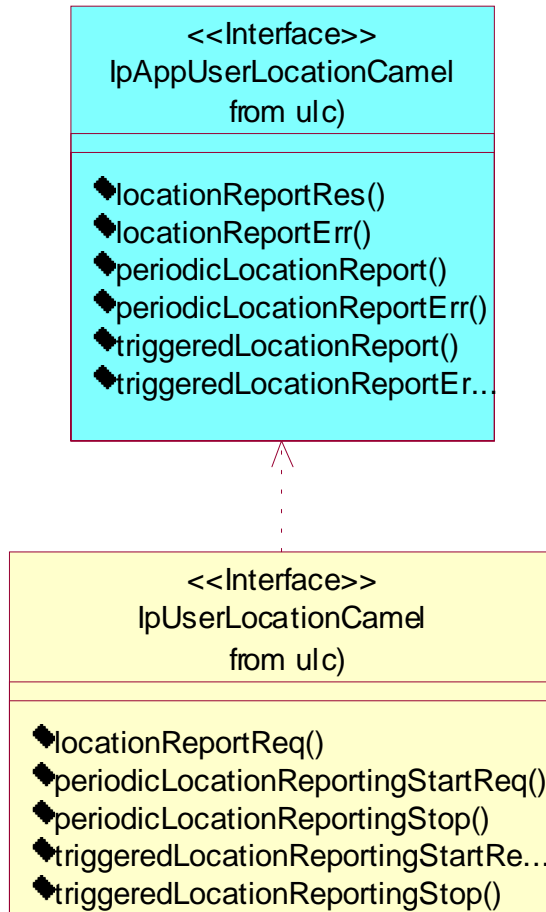 <<Interface>>
IpAppUserLocationCamel
from ulc)
locationReportRes()
locationReportErr()
periodicLocationReport()
periodicLocationReportErr()
triggeredLocationReport()
triggeredLocationReportEr...
<<Interface>>
IpUserLocationCamel
from ulc)
locationReportReq()
periodicLocationReportingStartReq()
periodicLocationReportingStop()
triggeredLocationReportingStartRe...
triggeredLocationReportingStop()